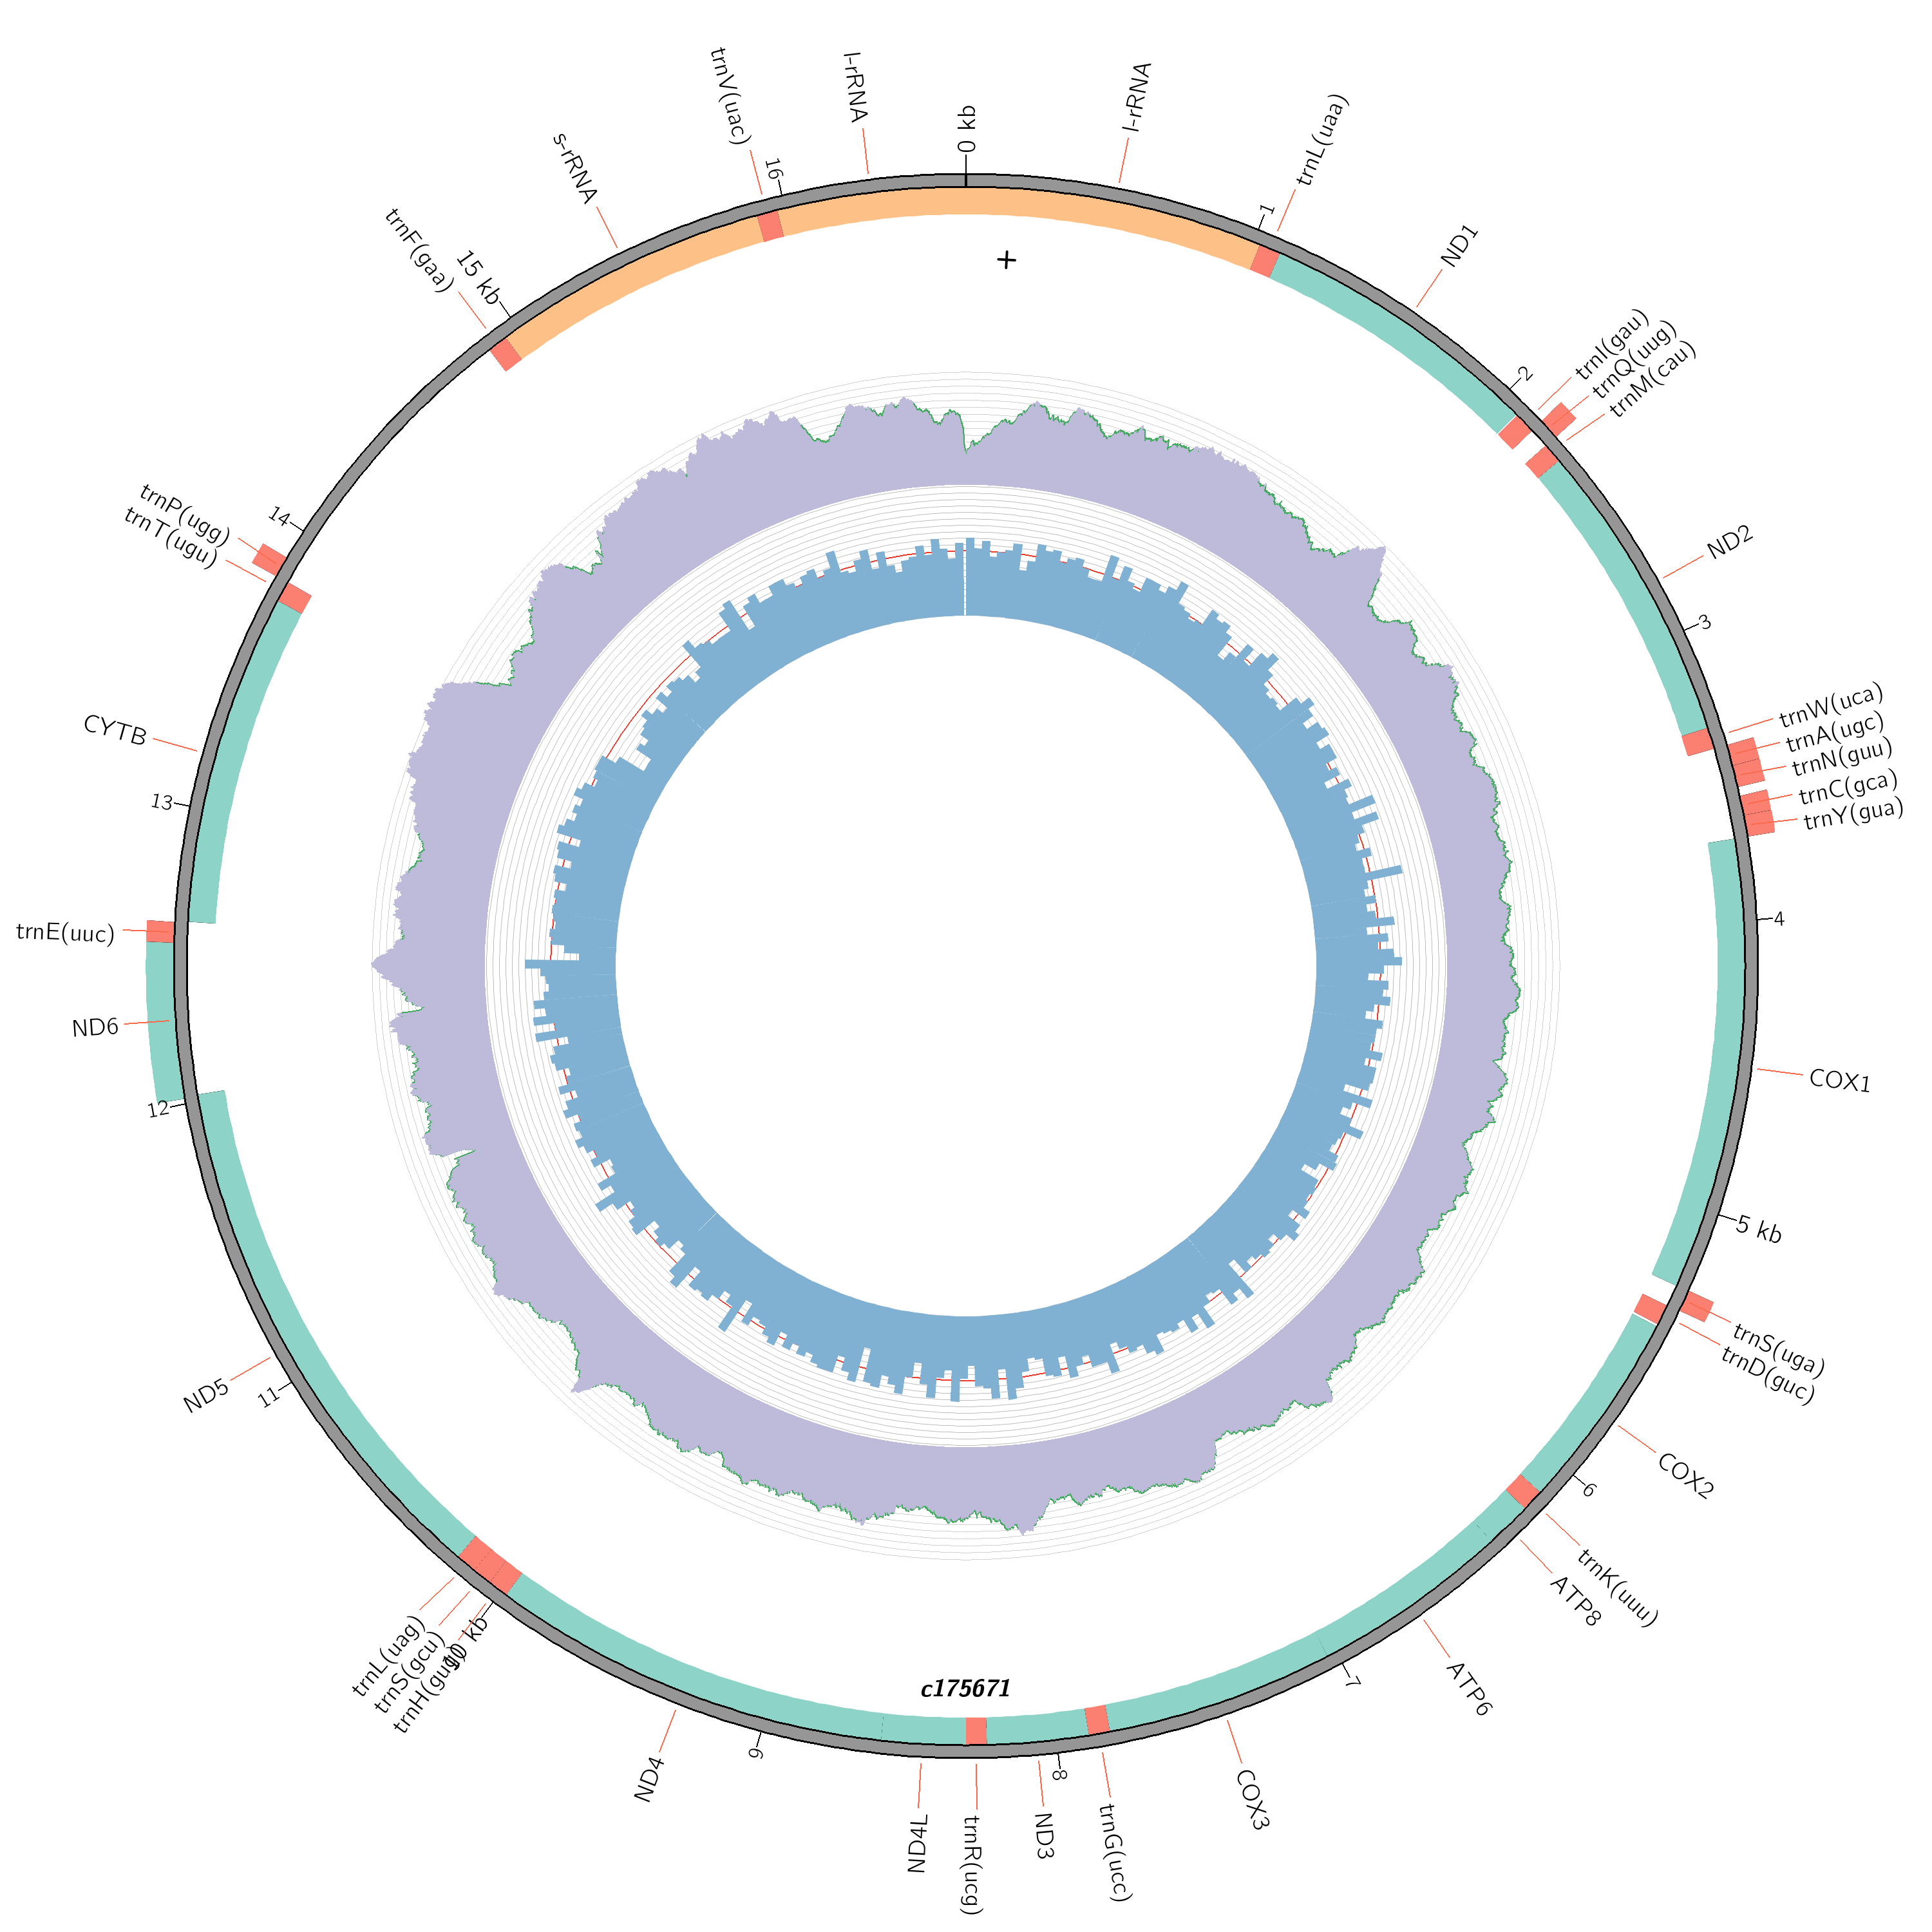 0 kb
l-rRNA
trnL(uaa)
1
ND1
2
trnI(gau)
trnQ(uug)
trnM(cau)
ND2
3
trnW(uca)
trnA(ugc)
trnN(guu)
trnC(gca)
trnY(gua)
4
COX1
5 kb
trnS(uga)
trnD(guc)
COX2
6
trnK(uuu)
ATP8
ATP6
7
COX3
trnG(ucc)
8
ND3
trnR(ucg)
ND4L
9
ND4
10 kb
trnH(gug)
trnS(gcu)
trnL(uag)
11
ND5
12
ND6
trnE(uuc)
13
CYTB
trnT(ugu)
trnP(ugg)
14
trnF(gaa)
15 kb
s-rRNA
trnV(uac)
16
l-rRNA
+
c175671